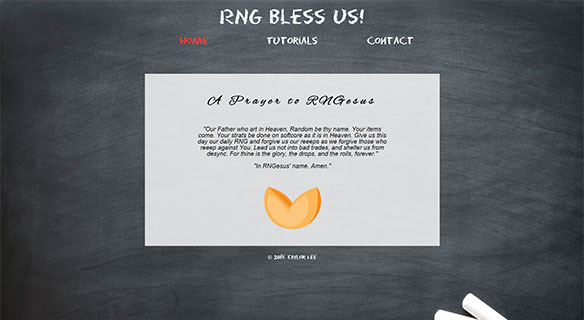 RNG BLESS US!
HOME TUTORIALS CONTACT
A Prayer to RNGesus
"Our Father who art in Heaven, Random be thy name. Your items
come. Your strats be done on softcore as it is in Heaven. Give us this
day our daily RNG and forgive us our reeeps as we forgive those who
reeep against You. Lead us not into bad trades, and shelter us from
desync. For thine is the glory, the drops, and the rolls, forever."
"In RNGesus' name. Amen."
© 2015 TAYLOR LEE